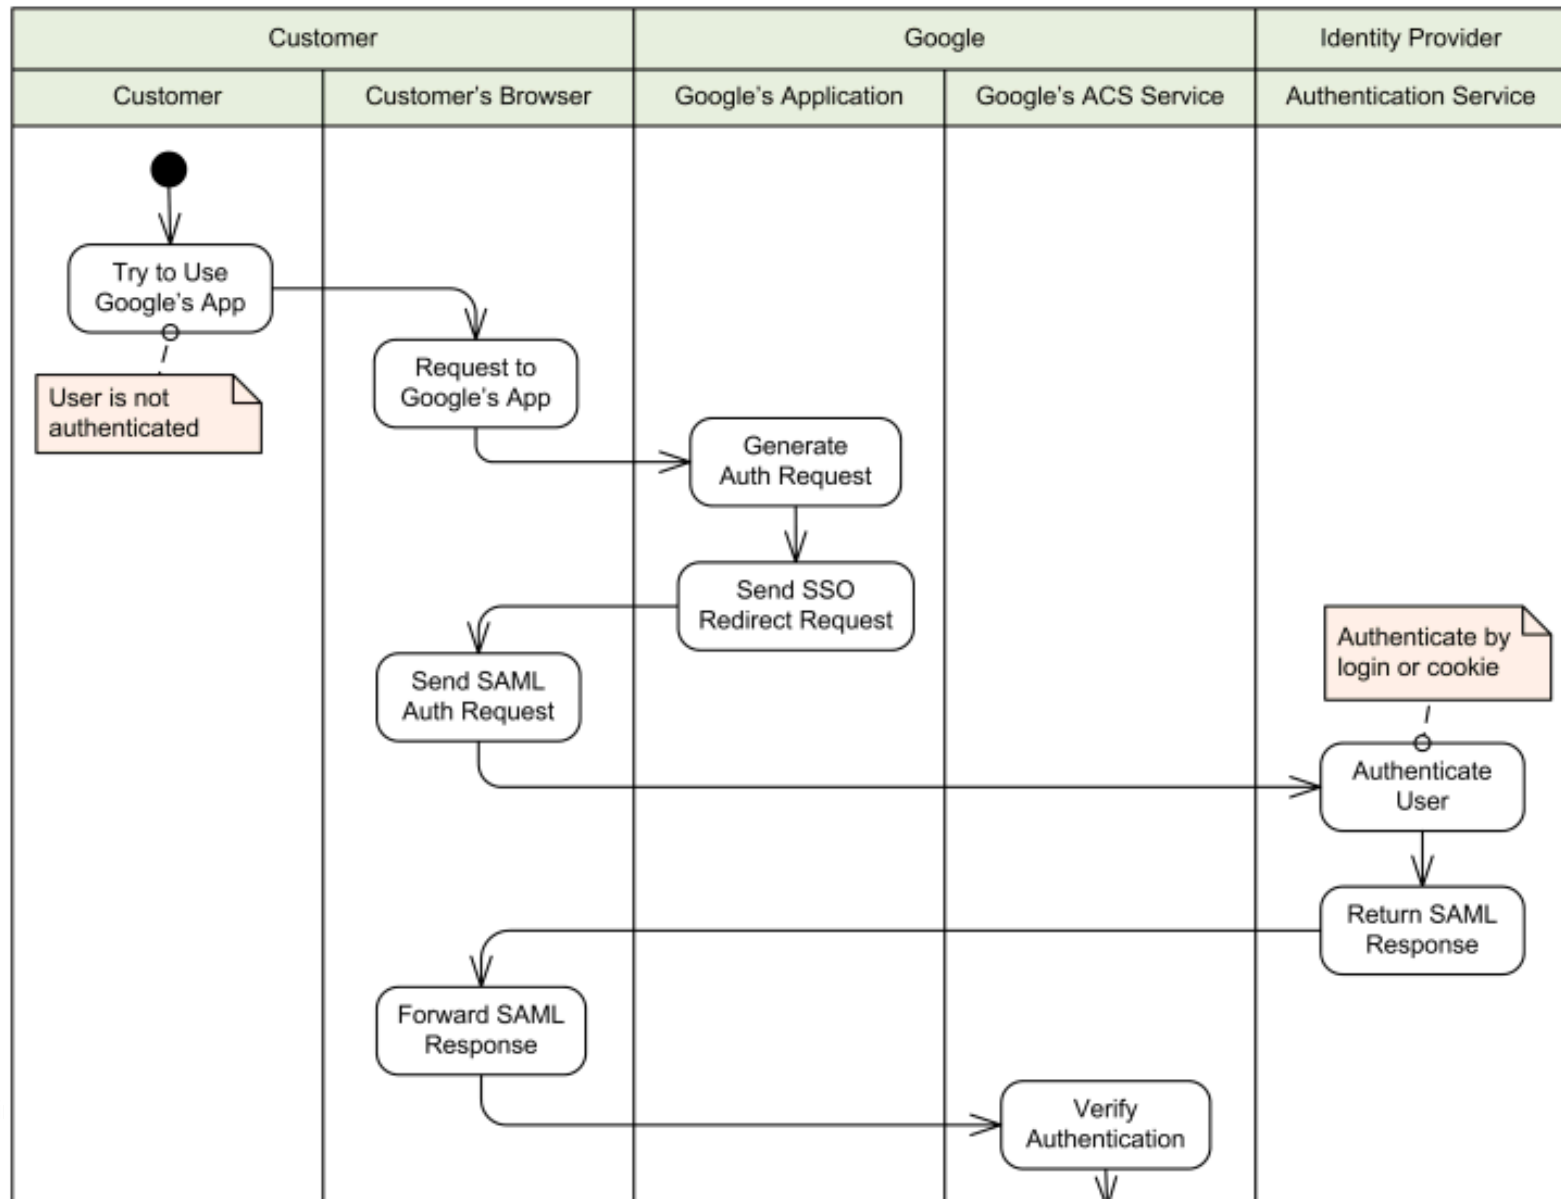 Customer
Google
Identity Provider
Customer
Customer's Browser
Google's Application
Google's ACS Service
Authentication Service
Try to Use
Google's App
User is not
authenticated
Request to
Google's App
Generate
Auth Request
Send SSO
Redirect Request
Send SAML
Auth Request
Authenticate by
login or cookie
Authenticate
User
Return SAML
Response
Forward SAML
Response
Verify
Authentication